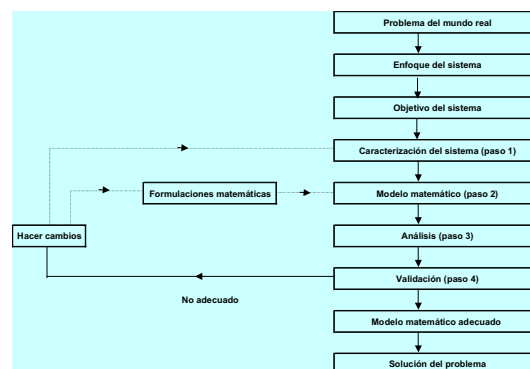 Problema del mundo real
Enfoque del sistema
Objetivo del sistema
Caracterización del sistema (paso 1)
Formulaciones matemáticas
Modelo matemático (paso 2)
Hacer cambios
Análisis (paso 3)
Validación (paso 4)
No adecuado
Modelo matemático adecuado
Solución del problema